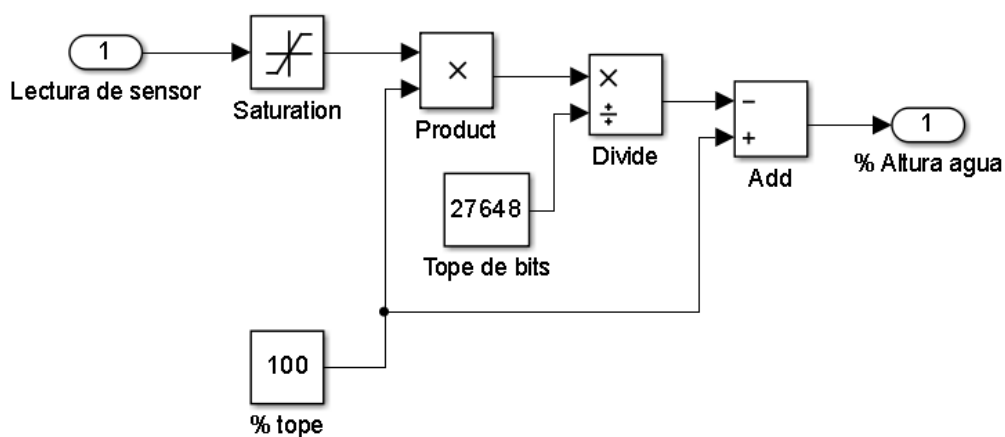 1
Lectura de sensor
Saturation
×
Product
×
÷
Divide
−
+
Add
1
% Altura agua
27648
Tope de bits
100
% tope